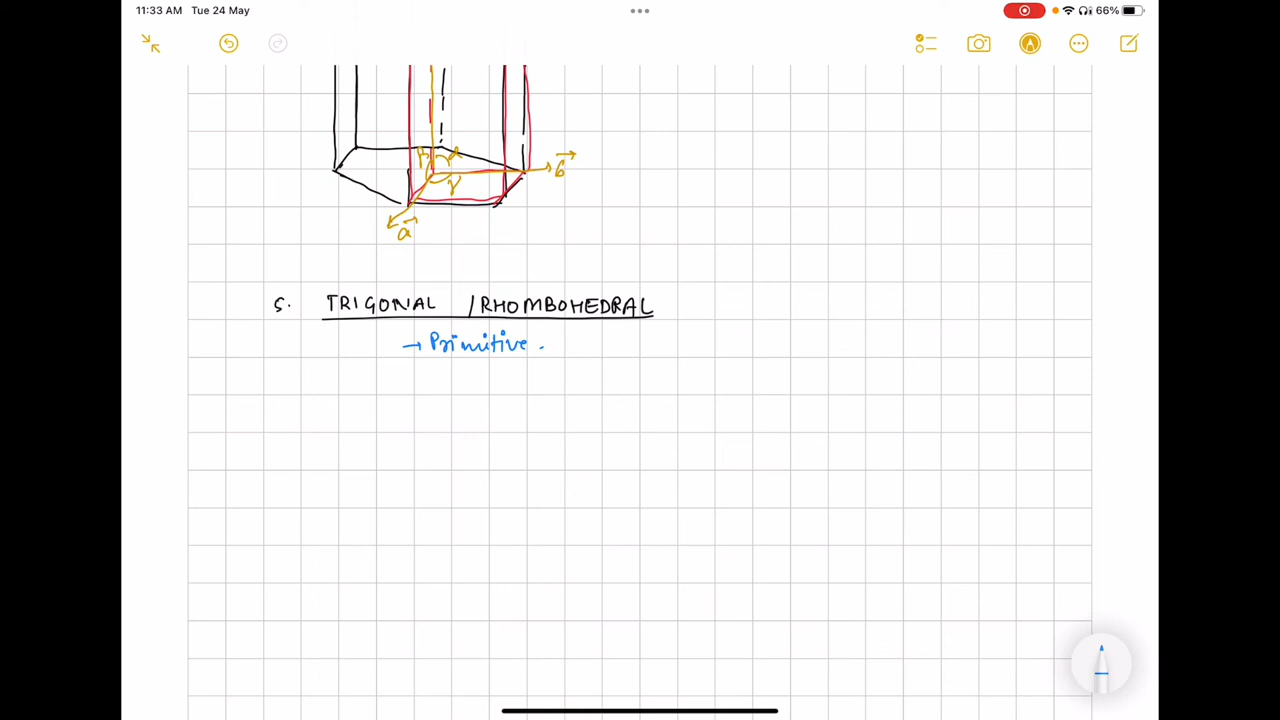 11:33 AM Tue 24 May
66%
β α
b
γ
a
5. TRIGONAL /RHOMBOHEDRAL
→ Primitive .